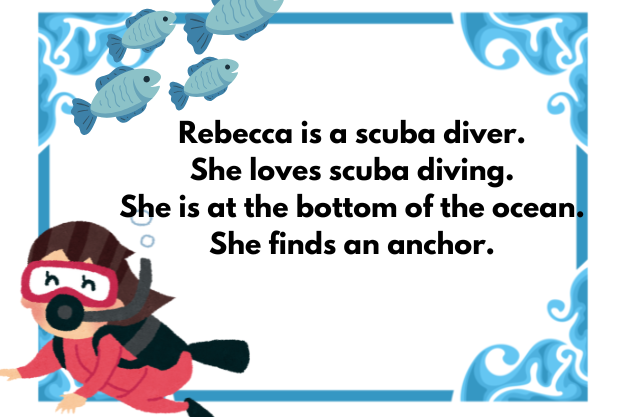 Rebecca is a scuba diver.
She loves scuba diving.
She is at the bottom of the ocean.
She finds an anchor.